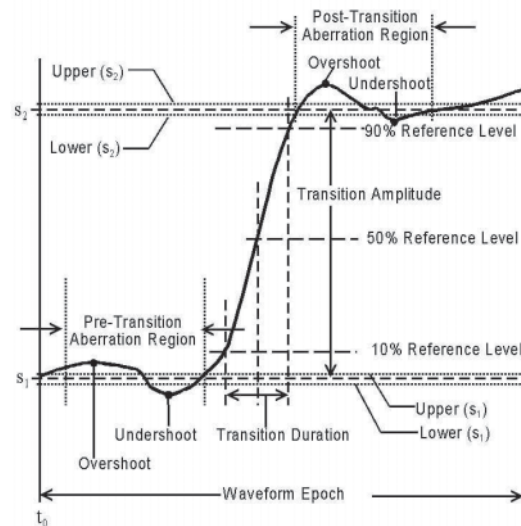 Post-Transition
Aberration Region
Overshoot
Undershoot
Upper (s2)
s2
Lower (s2)
90% Reference Level
Transition Amplitude
50% Reference Level
Pre-Transition
Aberration Region
10% Reference Level
s1
Upper (s1)
Lower (s1)
Undershoot
Transition Duration
Overshoot
Waveform Epoch
t0